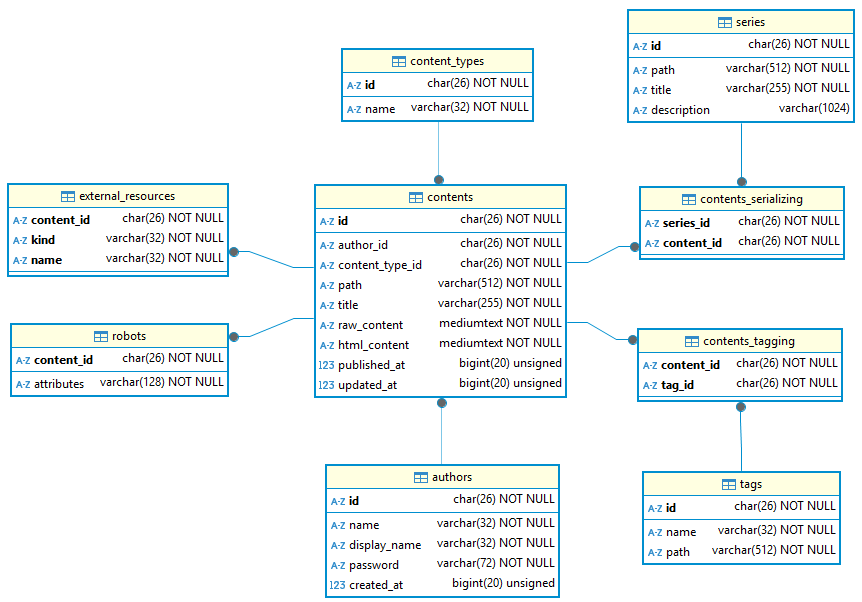 series
A-Z id char(26) NOT NULL
A-Z path varchar(512) NOT NULL
A-Z title varchar(255) NOT NULL
A-Z description varchar(1024)
content_types
A-Z id char(26) NOT NULL
A-Z name varchar(32) NOT NULL
external_resources
A-Z content_id char(26) NOT NULL
A-Z kind varchar(32) NOT NULL
A-Z name varchar(32) NOT NULL
contents
A-Z id char(26) NOT NULL
A-Z author_id char(26) NOT NULL
A-Z content_type_id char(26) NOT NULL
A-Z path varchar(512) NOT NULL
A-Z title varchar(255) NOT NULL
A-Z raw_content mediumtext NOT NULL
A-Z html_content mediumtext NOT NULL
123 published_at bigint(20) unsigned
123 updated_at bigint(20) unsigned
contents_serializing
A-Z series_id char(26) NOT NULL
A-Z content_id char(26) NOT NULL
robots
A-Z content_id char(26) NOT NULL
A-Z attributes varchar(128) NOT NULL
contents_tagging
A-Z content_id char(26) NOT NULL
A-Z tag_id char(26) NOT NULL
authors
A-Z id char(26) NOT NULL
A-Z name varchar(32) NOT NULL
A-Z display_name varchar(32) NOT NULL
A-Z password varchar(72) NOT NULL
123 created_at bigint(20) unsigned
tags
A-Z id char(26) NOT NULL
A-Z name varchar(32) NOT NULL
A-Z path varchar(512) NOT NULL